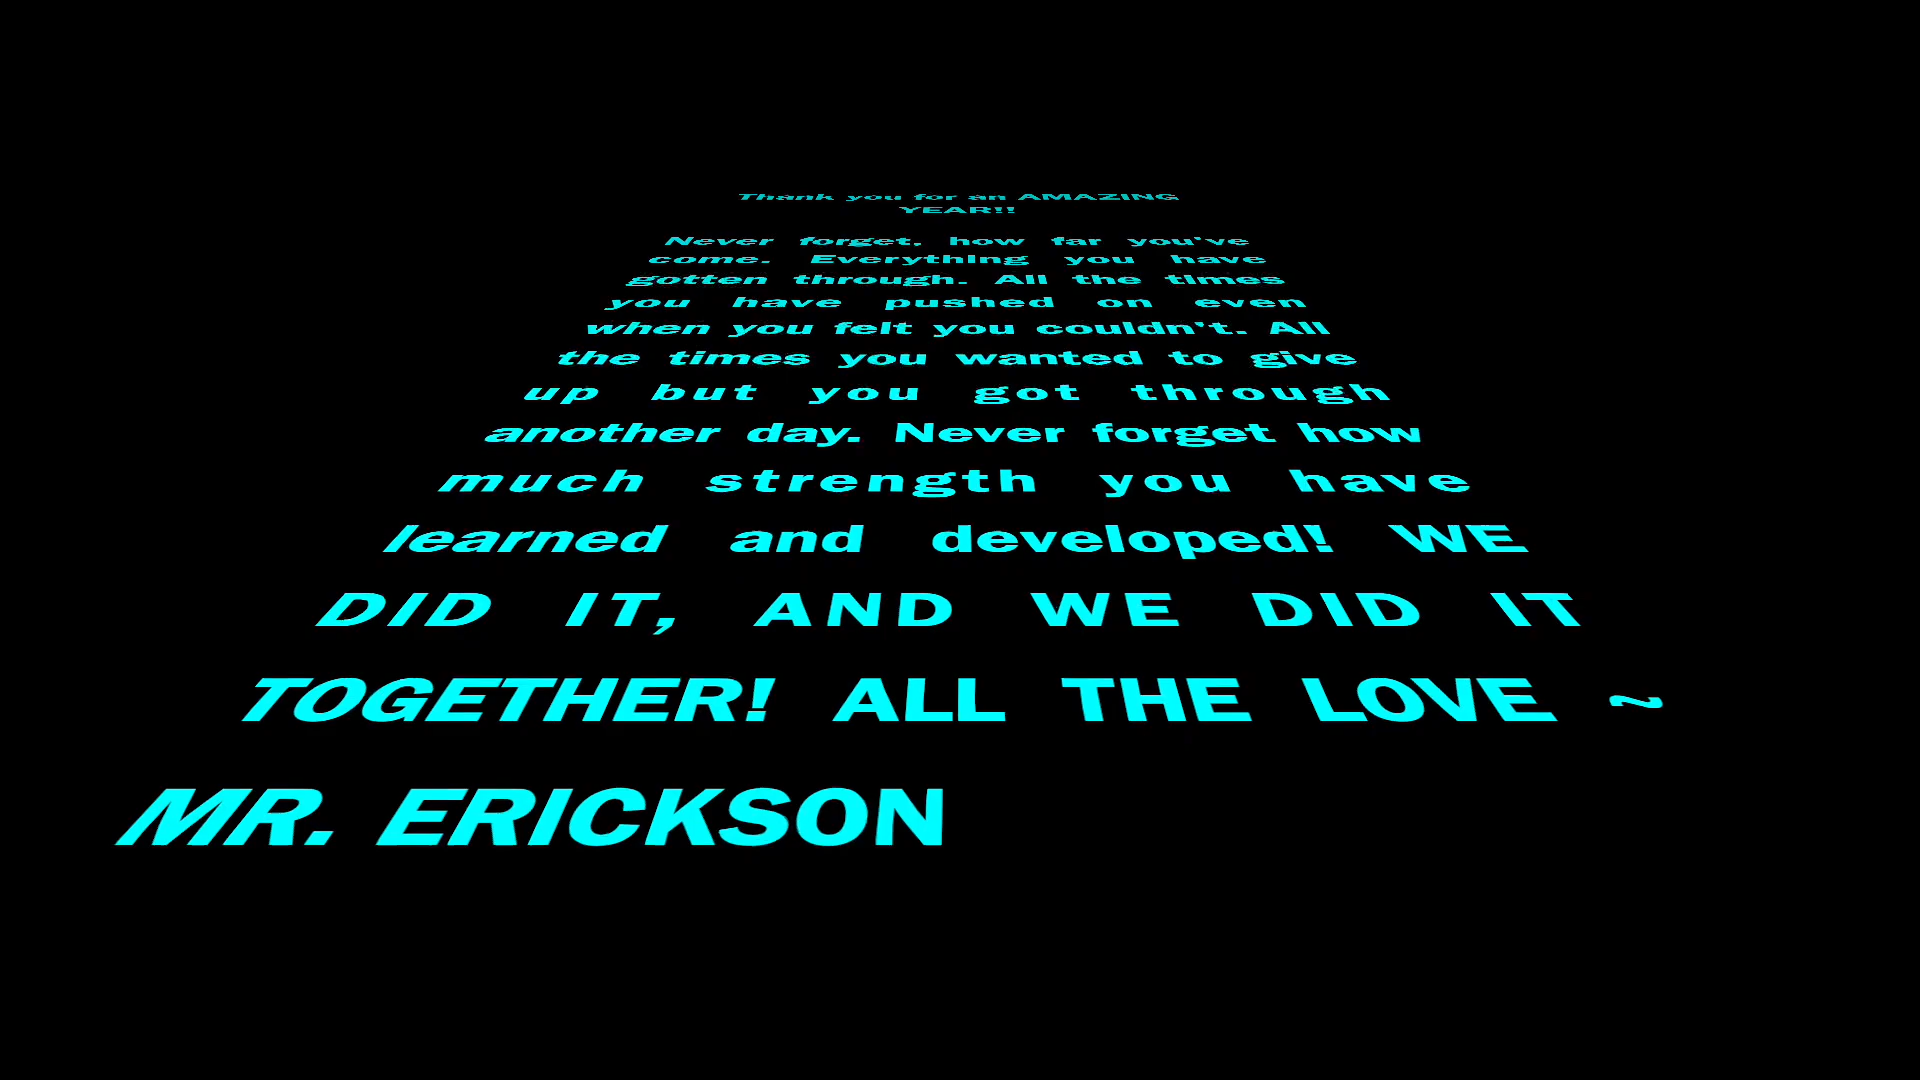 Thank you for an AMAZING
YEAR!!
Never forget. how far you've
come. Everything you have
gotten through. All the times
you have pushed on even
when you felt you couldn't. All
the times you wanted to give
up but you got through
another day. Never forget how
much strength you have
learned and developed! WE
DID IT, AND WE DID IT
TOGETHER! ALL THE LOVE ~
MR. ERICKSON